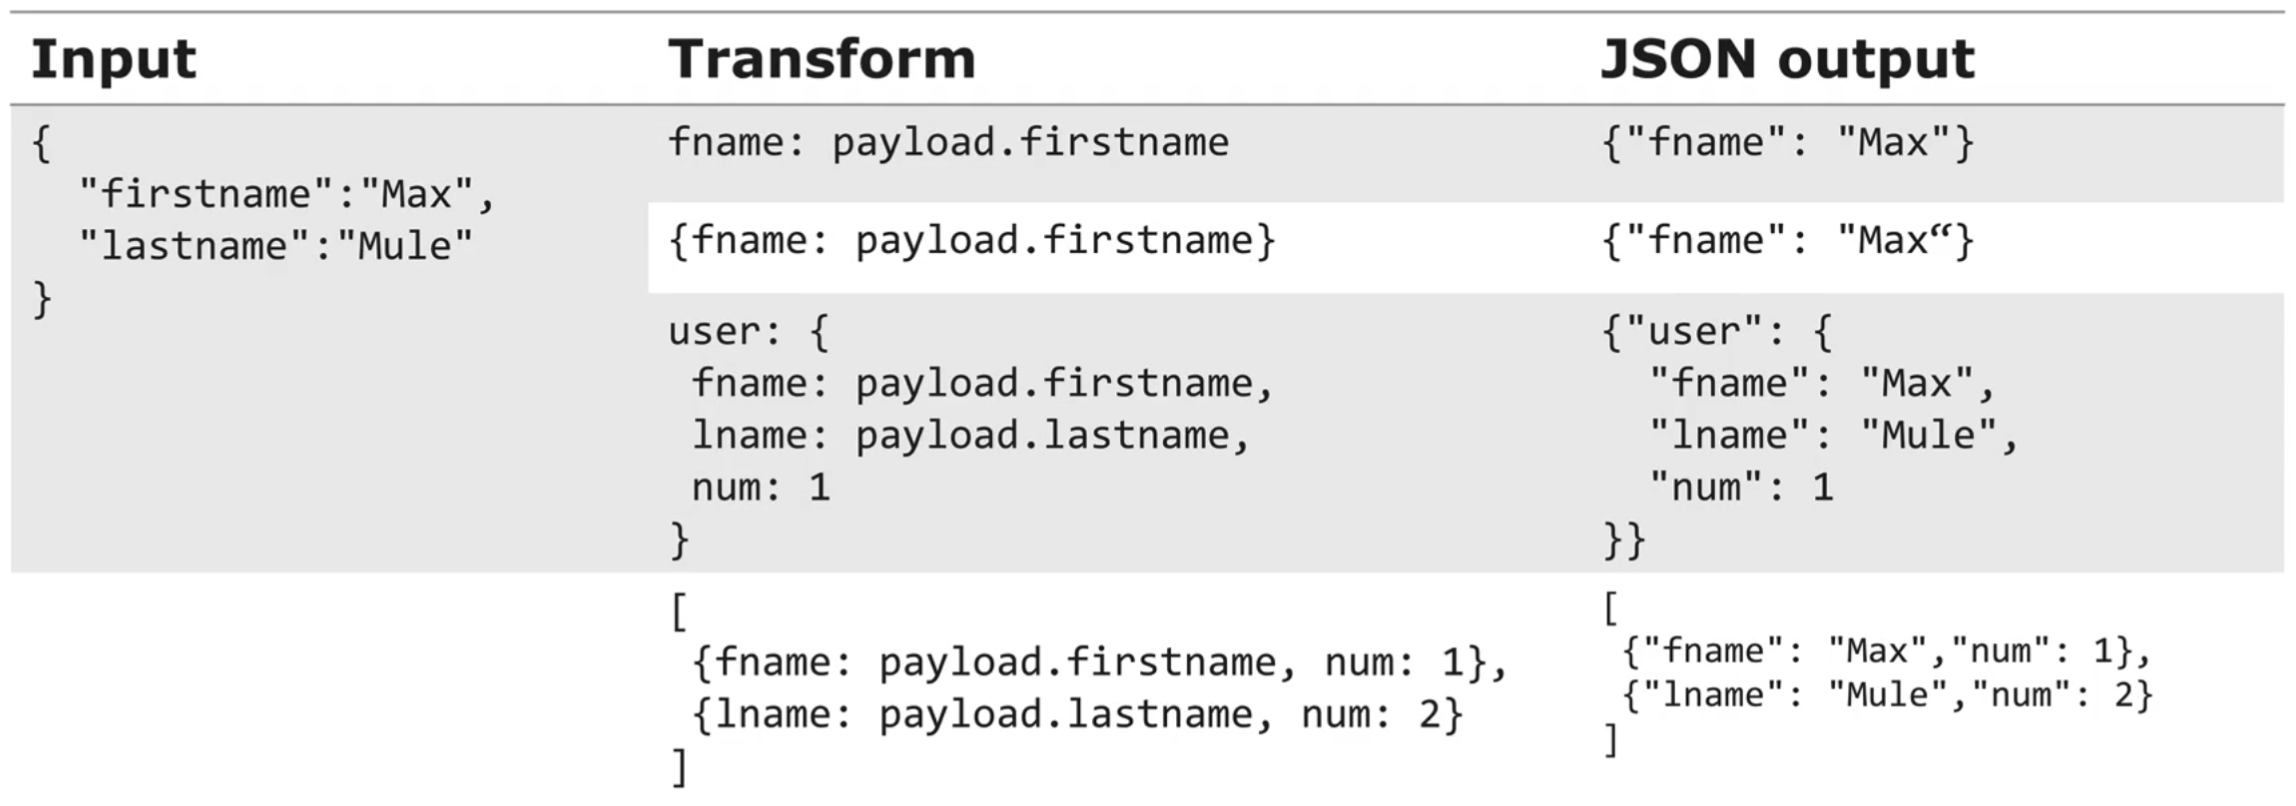 Input
Transform
JSON output
{
"firstname":"Max",
"lastname":"Mule"
}
fname: payload.firstname
{"fname": "Max"}
{fname: payload.firstname}
{"fname": "Max“}
user: {
fname: payload.firstname,
lname: payload.lastname,
num: 1
}
{"user": {
"fname": "Max",
"lname": "Mule",
"num": 1
}}
[
{fname: payload.firstname, num: 1},
{lname: payload.lastname, num: 2}
]
[
{"fname": "Max","num": 1},
{"lname": "Mule","num": 2}
]